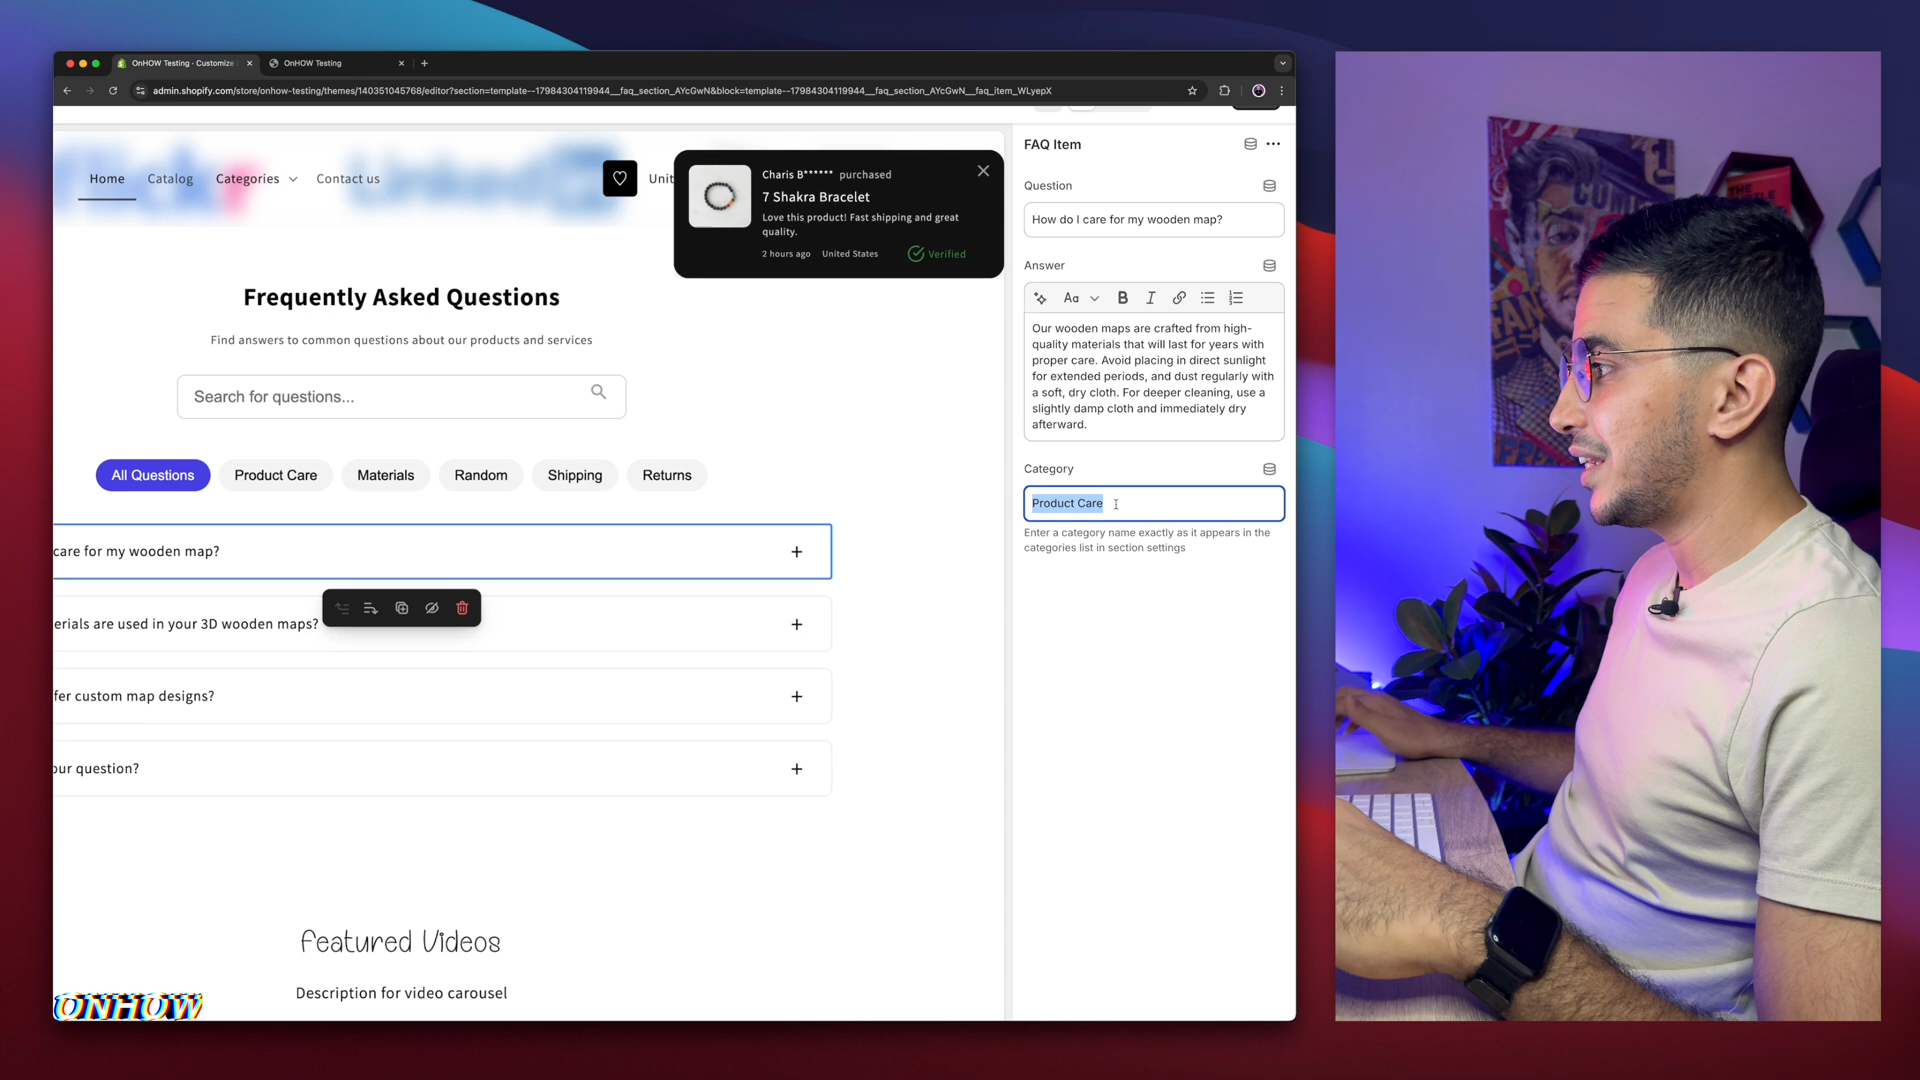 OnHOW Testing - Customize
OnHOW Testing
admin.shopify.com/store/onhow-testing/themes/140351045768/editor?section=template--17984304119944__faq_section_AYcGwN&block=template--17984304119944__faq_section_AYcGwN__faq_item_WLyepX
flickr
Linked
Home
Catalog
Categories
Contact us
Unit
Charis B****** purchased
7 Shakra Bracelet
Love this product! Fast shipping and great
quality.
2 hours ago United States Verified
Frequently Asked Questions
Find answers to common questions about our products and services
Search for questions...
All Questions
Product Care
Materials
Random
Shipping
Returns
care for my wooden map?
erials are used in your 3D wooden maps?
fer custom map designs?
our question?
Featured Videos
Description for video carousel
ONHOW
FAQ Item
Question
How do I care for my wooden map?
Answer
Aa
B
I
Our wooden maps are crafted from high-
quality materials that will last for years with
proper care. Avoid placing in direct sunlight
for extended periods, and dust regularly with
a soft, dry cloth. For deeper cleaning, use a
slightly damp cloth and immediately dry
afterward.
Category
Product Care
Enter a category name exactly as it appears in the
categories list in section settings